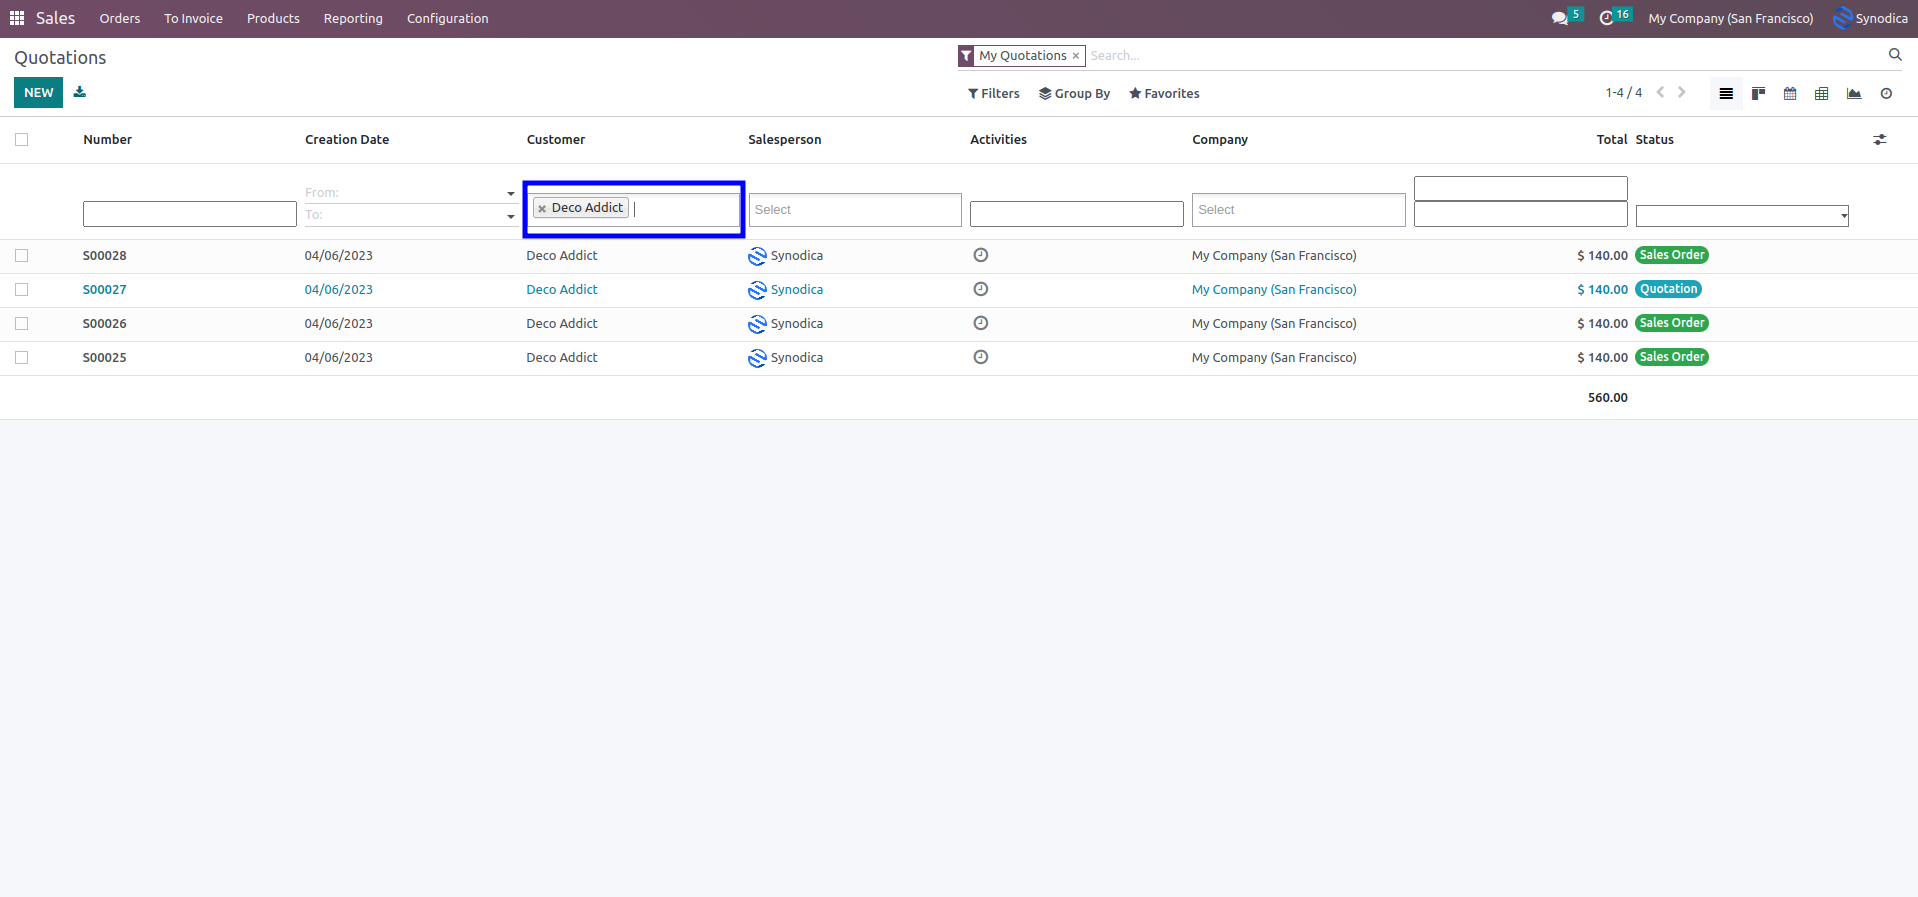 Sales Orders To Invoice Products Reporting Configuration 5 16 My Company (San Francisco) Synodica
Quotations My Quotations × Search...
NEW Filters Group By Favorites 1-4 / 4
Number Creation Date Customer Salesperson Activities Company Total Status
From:
× Deco Addict Select Select
To:
S00028 04/06/2023 Deco Addict Synodica My Company (San Francisco) $ 140.00 Sales Order
S00027 04/06/2023 Deco Addict Synodica My Company (San Francisco) $ 140.00 Quotation
S00026 04/06/2023 Deco Addict Synodica My Company (San Francisco) $ 140.00 Sales Order
S00025 04/06/2023 Deco Addict Synodica My Company (San Francisco) $ 140.00 Sales Order
560.00